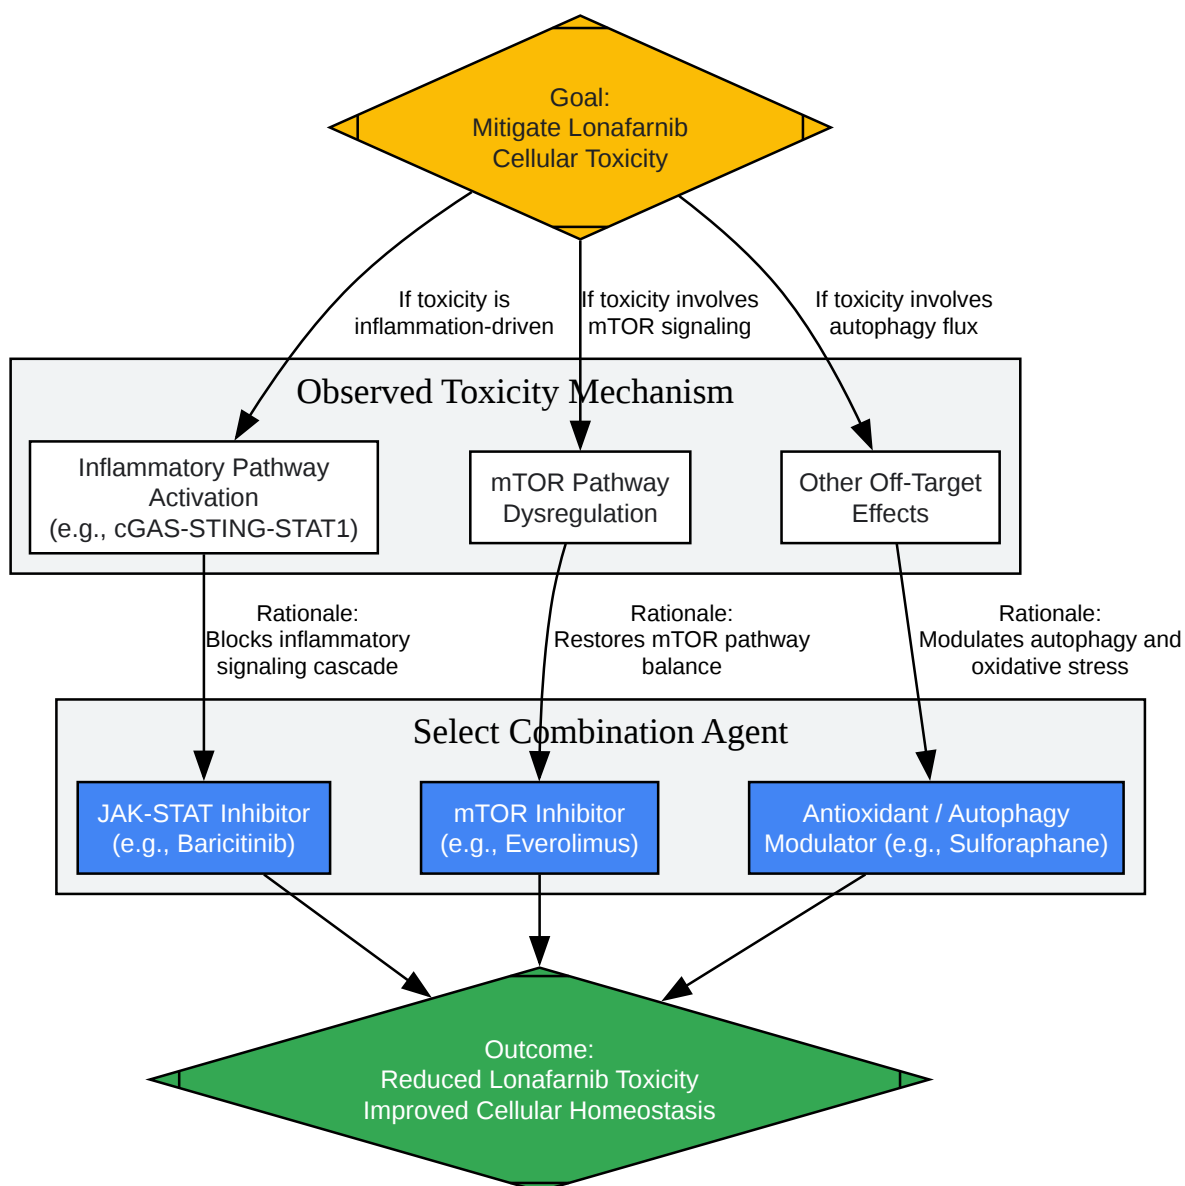 Goal:
Mitigate Lonafarnib
Cellular Toxicity
If toxicity is
inflammation-driven
If toxicity involves
mTOR signaling
If toxicity involves
autophagy flux
Observed Toxicity Mechanism
Inflammatory Pathway
Activation
(e.g., cGAS-STING-STAT1)
mTOR Pathway
Dysregulation
Other Off-Target
Effects
Rationale:
Blocks inflammatory
signaling cascade
Rationale:
Restores mTOR pathway
balance
Rationale:
Modulates autophagy and
oxidative stress
Select Combination Agent
JAK-STAT Inhibitor
(e.g., Baricitinib)
mTOR Inhibitor
(e.g., Everolimus)
Antioxidant / Autophagy
Modulator (e.g., Sulforaphane)
Outcome:
Reduced Lonafarnib Toxicity
Improved Cellular Homeostasis